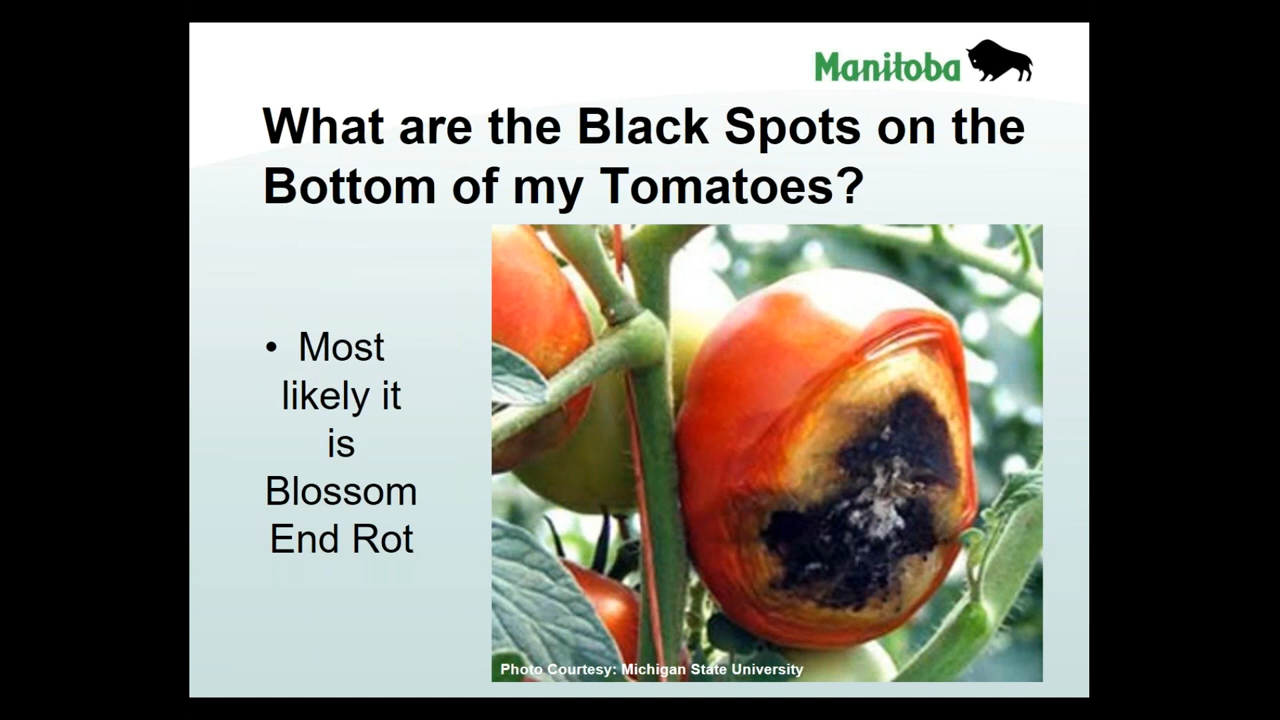 Manitoba
What are the Black Spots on the
Bottom of my Tomatoes?
• Most
likely it
is
Blossom
End Rot
Photo Courtesy: Michigan State University